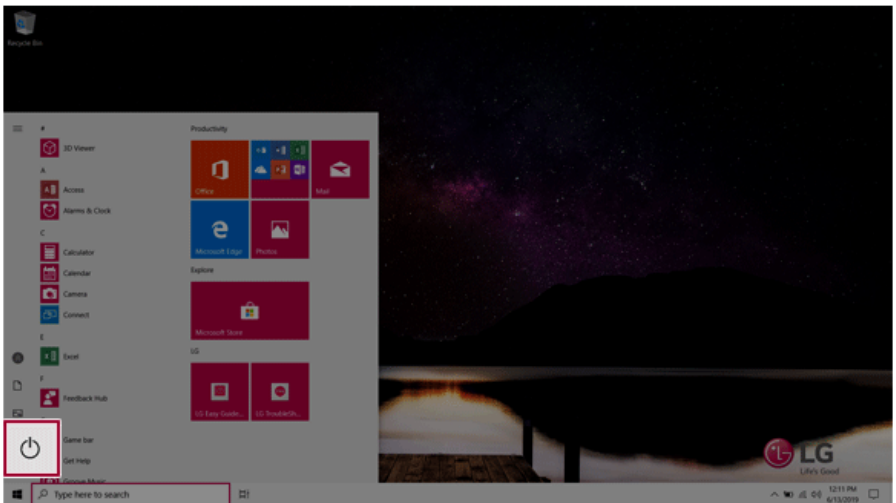 Recycle Bin
#
3D Viewer
A
Access
Alarms & Clock
C
Calculator
Calendar
Camera
Connect
E
Excel
F
Feedback Hub
Game bar
Get Help
Groove Music
Productivity
Office
Mail
Microsoft Edge
Photos
Explore
Microsoft Store
LG
LG Easy Guide...
LG TroubleSh...
LG
Life's Good
Type here to search
12:11 PM
6/13/2019